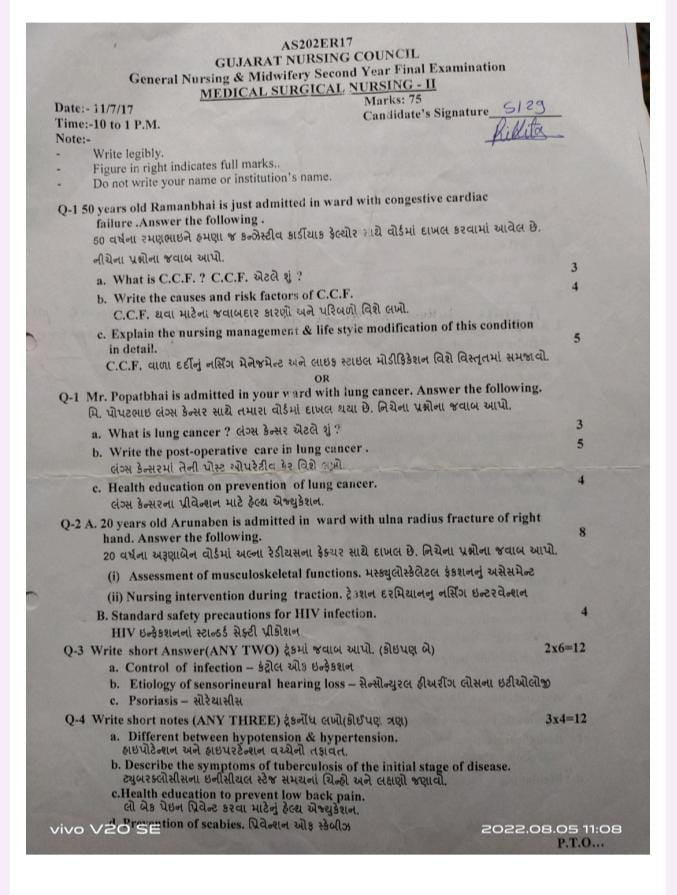 AS202ER17
GUJARAT NURSING COUNCIL
General Nursing & Midwifery Second Year Final Examination
MEDICAL SURGICAL NURSING - II
Date:- 11/7/17
Marks: 75
Time:-10 to 1 P.M.
Candidate's Signature S/29
Note:-
- Write legibly.
- Figure in right indicates full marks..
- Do not write your name or institution's name.
Q-1 50 years old Ramanbhai is just admitted in ward with congestive cardiac
failure .Answer the following .
50 વર્ષના રમણભાઇને હમણા જ કન્જેસ્ટીવ કાર્ડીયાક ફેલ્યોર સાથે વોર્ડમાં દાખલ કરવામાં આવેલ છે.
નીચેના પ્રશ્નોના જવાબ આપો.
a. What is C.C.F. ? C.C.F. એટલે શું ? 3
b. Write the causes and risk factors of C.C.F. 4
C.C.F. થવા માટેના જવાબદાર કારણો અને પરિબળો વિશે લખો.
c. Explain the nursing management & life style modification of this condition
in detail. 5
C.C.F. વાળા દર્દીનું નર્સિંગ મેનેજમેન્ટ અને લાઇફ સ્ટાઇલ મોડીફિકેશન વિશે વિસ્તૃતમાં સમજાવો.
OR
Q-1 Mr. Popatbhai is admitted in your ward with lung cancer. Answer the following.
મિ. પોપટભાઇ લંગ્સ કેન્સર સાથે તમારા વોર્ડમાં દાખલ થયા છે. નિચેના પ્રશ્નોના જવાબ આપો.
a. What is lung cancer ? લંગ્સ કેન્સર એટલે શું ? 3
b. Write the post-operative care in lung cancer . 5
લંગ્સ કેન્સરમાં તેની પોસ્ટ ઓપરેટીવ કેર વિશે લખો.
c. Health education on prevention of lung cancer. 4
લંગ્સ કેન્સરના પ્રીવેન્શન માટે હેલ્થ એજ્યુકેશન.
Q-2 A. 20 years old Arunaben is admitted in ward with ulna radius fracture of right
hand. Answer the following. 8
20 વર્ષના અરૂણાબેન વોર્ડમાં અલ્ના રેડીયસના ફ્રેક્ચર સાથે દાખલ છે. નિચેના પ્રશ્નોના જવાબ આપો.
(i) Assessment of musculoskeletal functions. મસ્ક્યુલોસ્કેલેટલ ફંકશનનું અસેસમેન્ટ
(ii) Nursing intervention during traction. ટ્રેકશન દરમિયાનનુ નર્સિંગ ઇન્ટરવેન્શન
B. Standard safety precautions for HIV infection. 4
HIV ઇન્ફેકશનનાં સ્ટાન્ડર્ડ સેફ્ટી પ્રીકોશન
Q-3 Write short Answer(ANY TWO) ટૂંકમાં જવાબ આપો. (કોઇપણ બે) 2x6=12
a. Control of infection – કંટ્રોલ ઓફ ઇન્ફેકશન
b. Etiology of sensorineural hearing loss – સેન્સોન્યુરલ હીઅરીંગ લોસના ઇટીઓલોજી
c. Psoriasis – સોરેયાસીસ
Q-4 Write short notes (ANY THREE) ટૂંકનોંધ લખો(કોઈપણ ત્રણ) 3x4=12
a. Different between hypotension & hypertension.
હાઇપોટેન્શન અને હાઇપરટેન્શન વચ્ચેનો તફાવત.
b. Describe the symptoms of tuberculosis of the initial stage of disease.
ટ્યુબરક્લોસીસના ઇનીસીયલ સ્ટેજ સમયનાં ચિન્હો અને લક્ષણો જણાવો.
c.Health education to prevent low back pain.
લો બેક પેઇન પ્રિવેન્ટ કરવા માટેનું હેલ્થ એજ્યુકેશન.
d. Prevention of scabies. પ્રિવેન્શન ઓફ સ્કેબીઝ
vivo V20 SE
2022.08.05 11:08
P.T.O...